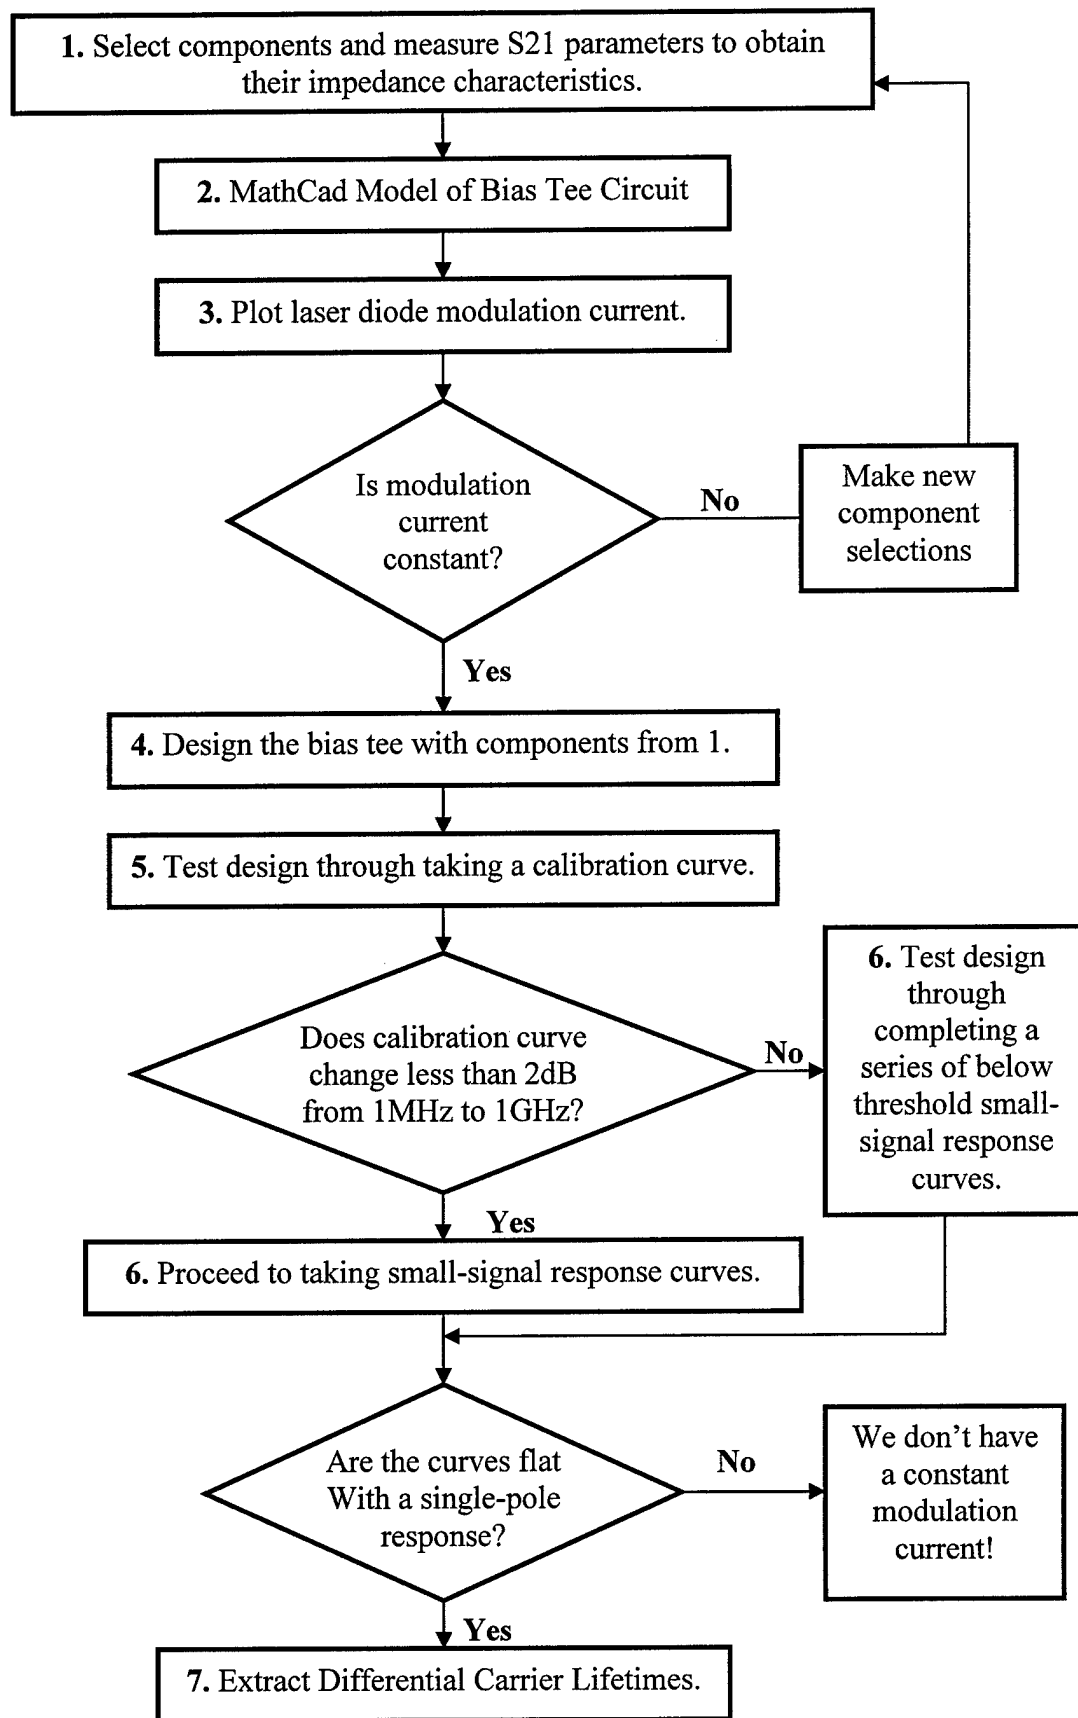 1. Select components and measure S21 parameters to obtain
their impedance characteristics.
2. MathCad Model of Bias Tee Circuit
3. Plot laser diode modulation current.
Is modulation
current
constant?
No
Make new
component
selections
Yes
4. Design the bias tee with components from 1.
5. Test design through taking a calibration curve.
Does calibration curve
change less than 2dB
from 1MHz to 1GHz?
No
6. Test design
through
completing a
series of below
threshold small-
signal response
curves.
Yes
6. Proceed to taking small-signal response curves.
Are the curves flat
With a single-pole
response?
No
We don't have
a constant
modulation
current!
Yes
7. Extract Differential Carrier Lifetimes.